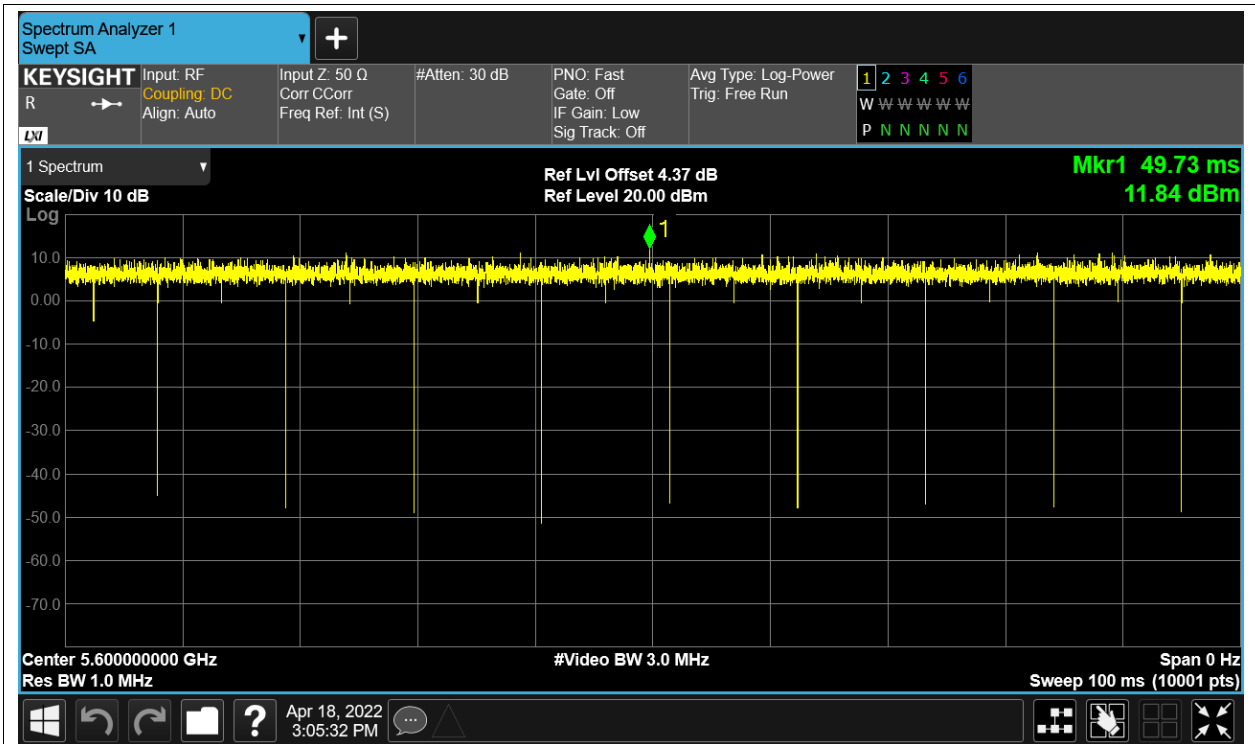 Spectrum Analyzer 1
Swept SA
KEYSIGHT
R
LXI
Input: RF
Coupling: DC
Align: Auto
Input Z: 50 Ω
Corr CCorr
Freq Ref: Int (S)
#Atten: 30 dB
PNO: Fast
Gate: Off
IF Gain: Low
Sig Track: Off
Avg Type: Log-Power
Trig: Free Run
1 2 3 4 5 6
W W W W W W
P N N N N N
1 Spectrum
Scale/Div 10 dB
Ref Lvl Offset 4.37 dB
Ref Level 20.00 dBm
Mkr1 49.73 ms
11.84 dBm
Log
1
10.0
0.00
-10.0
-20.0
-30.0
-40.0
-50.0
-60.0
-70.0
Center 5.600000000 GHz
Res BW 1.0 MHz
#Video BW 3.0 MHz
Span 0 Hz
Sweep 100 ms (10001 pts)
?
Apr 18, 2022
3:05:32 PM